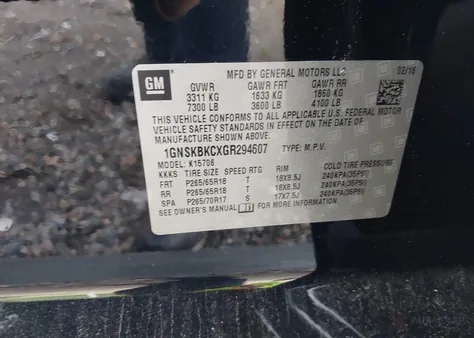 GM
MFD BY GENERAL MOTORS LLC 02/16
GVWR GAWR FRT GAWR RR
3311 KG 1633 KG 1860 KG
7300 LB 3600 LB 4100 LB
THIS VEHICLE CONFORMS TO ALL APPLICABLE U.S. FEDERAL MOTOR
VEHICLE SAFETY STANDARDS IN EFFECT ON THE DATE OF
MANUFACTURE SHOWN ABOVE.
1GNSKBKCXGR294607 TYPE: M.P.V.
MODEL: K15706
KKKS TIRE SIZE SPEED RTG RIM COLD TIRE PRESSURE
FRT P265/65R18 T 18X8.5J 240KPA(35PSI)
RR P265/65R18 T 18X8.5J 240KPA(35PSI)
SPA P265/70R17 S 17X7.5J 240KPA(35PSI)
SEE OWNER'S MANUAL FOR MORE INFORMATION.